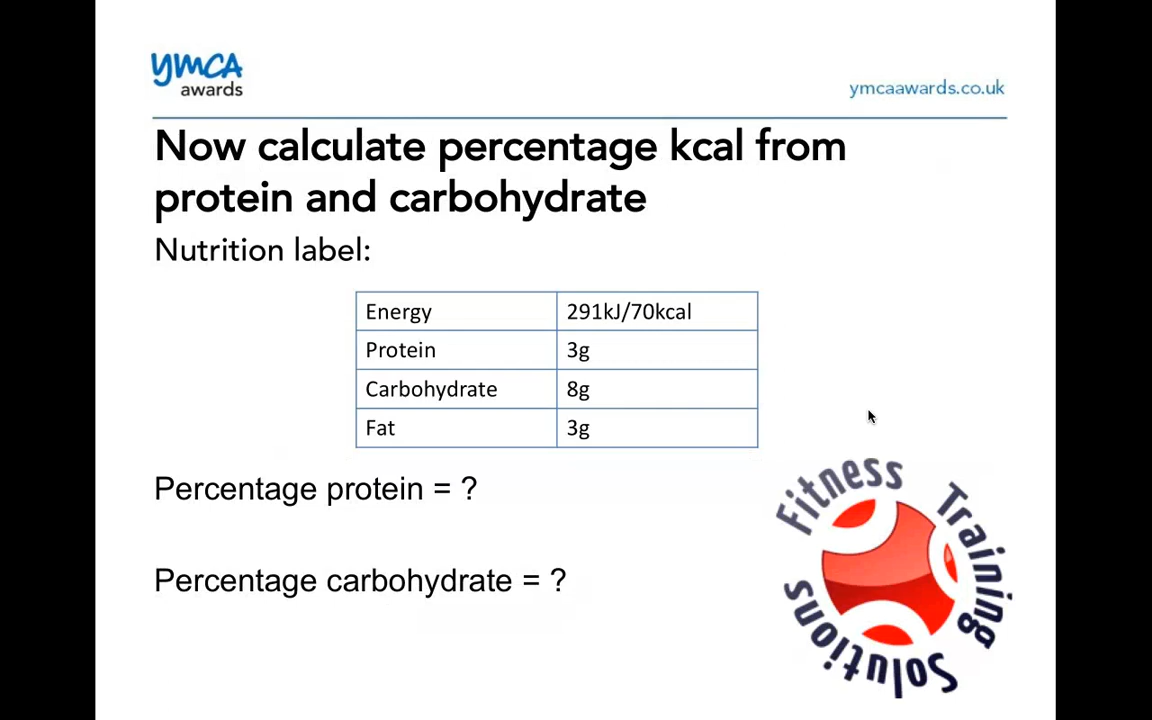 ymca
awards
ymcaawards.co.uk
Now calculate percentage kcal from
protein and carbohydrate
Nutrition label:
Energy 291kJ/70kcal
Protein 3g
Carbohydrate 8g
Fat 3g
Percentage protein = ?
Percentage carbohydrate = ?
Fitness Training Solutions